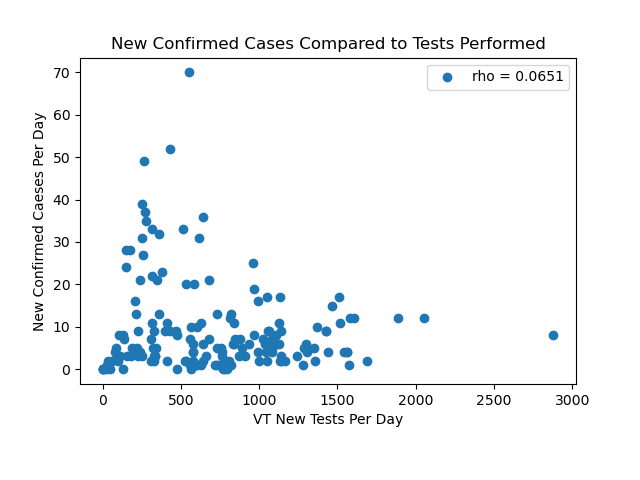 New Confirmed Cases Compared to Tests Performed
rho = 0.0651
70
60
50
40
30
20
10
0
New Confirmed Caeses Per Day
0 500 1000 1500 2000 2500 3000
VT New Tests Per Day